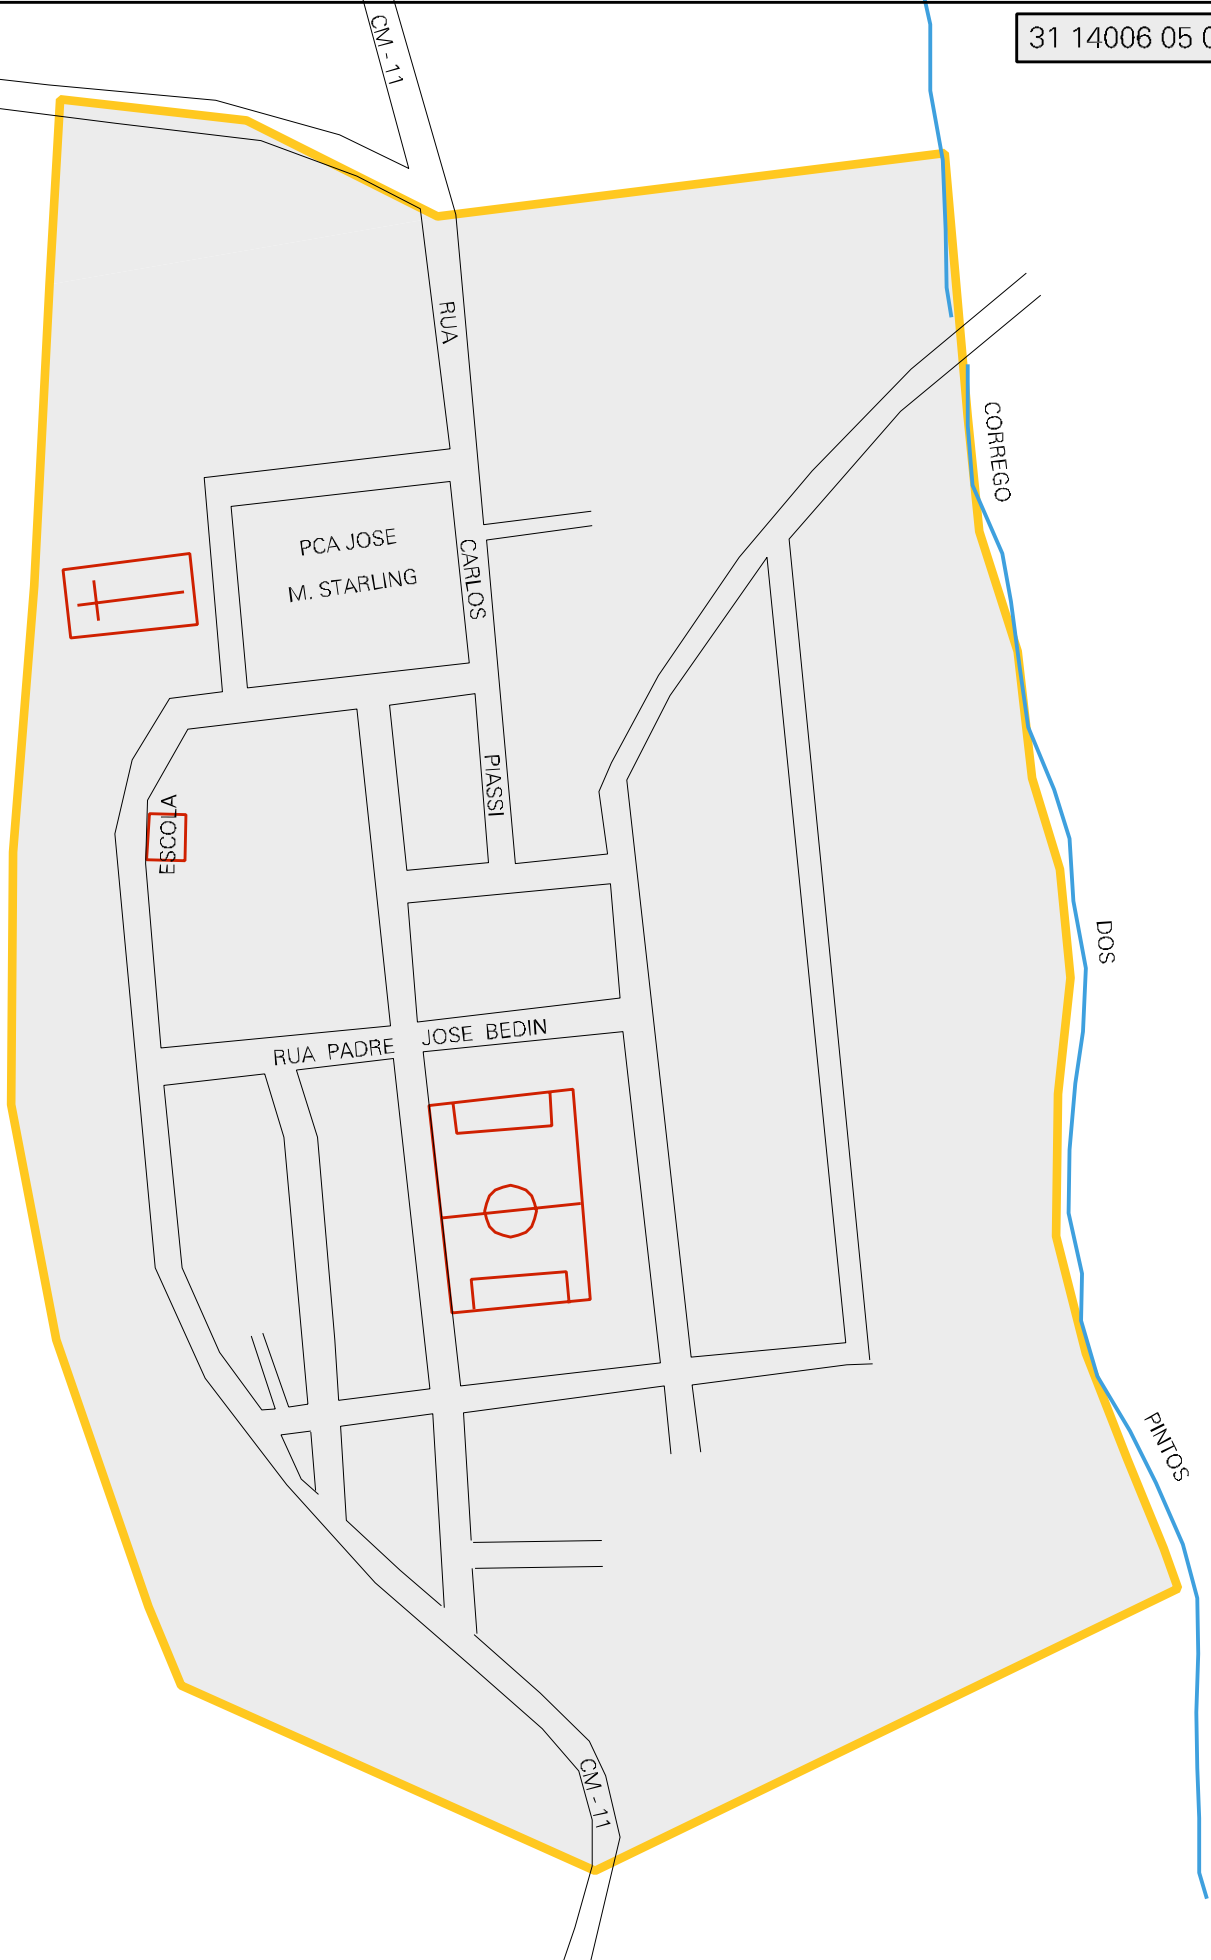 CM - 11
31 14006 05 0
RUA
CORREGO
PCA JOSE
M. STARLING
CARLOS
PIASSI
ESCOLA
DOS
RUA PADRE JOSE BEDIN
PINTOS
CM - 11